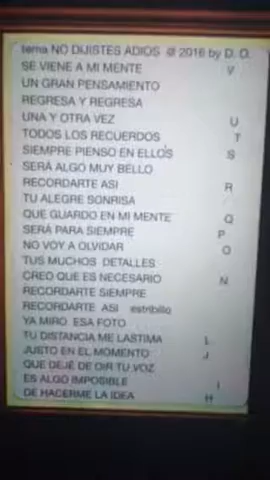 tema NO DIJISTES ADIOS @ 2016 by D. D.
SE VIENE A MI MENTE V
UN GRAN PENSAMIENTO
REGRESA Y REGRESA
UNA Y OTRA VEZ U
TODOS LOS RECUERDOS T
SIEMPRE PIENSO EN ELLOS S
SERÁ ALGO MUY BELLO
RECORDARTE ASI R
TU ALEGRE SONRISA
QUE GUARDO EN MI MENTE Q
SERÁ PARA SIEMPRE P
NO VOY A OLVIDAR O
TUS MUCHOS DETALLES
CREO QUE ES NECESARIO N
RECORDARTE SIEMPRE
RECORDARTE ASI estribillo
YA MIRO ESA FOTO
TU DISTANCIA ME LASTIMA L
JUSTO EN EL MOMENTO J
QUE DEJÉ DE OIR TU VOZ
ES ALGO IMPOSIBLE I
DE HACERME LA IDEA H